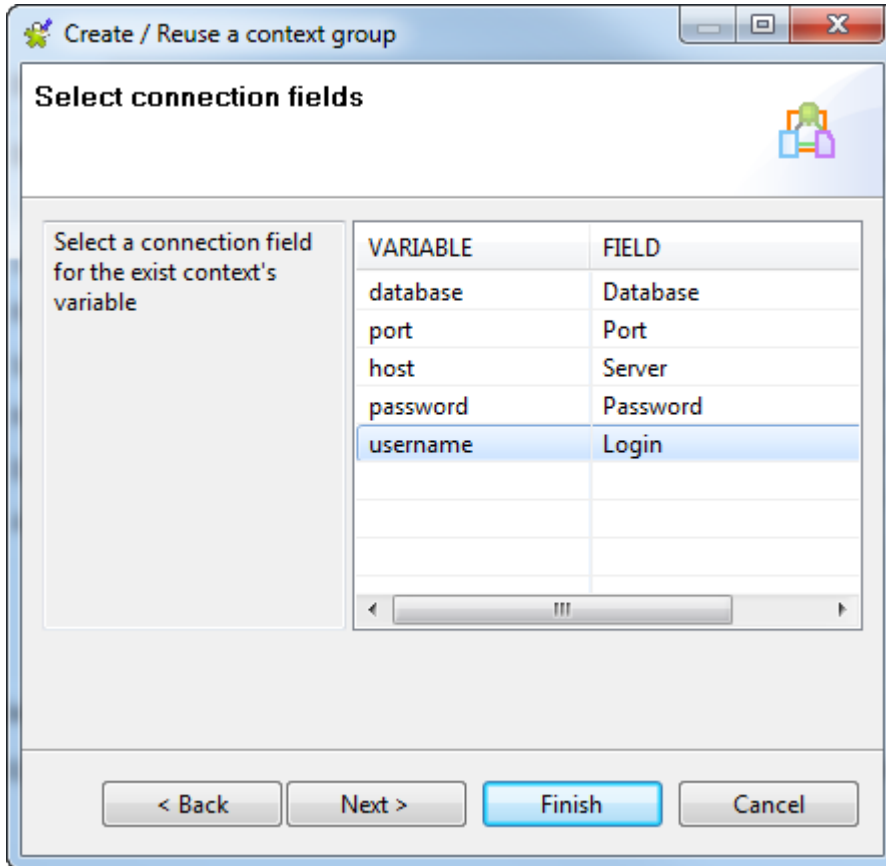 Create / Reuse a context group
Select connection fields
Select a connection field
for the exist context's
variable
VARIABLE FIELD
database Database
port Port
host Server
password Password
username Login
< Back Next > Finish Cancel